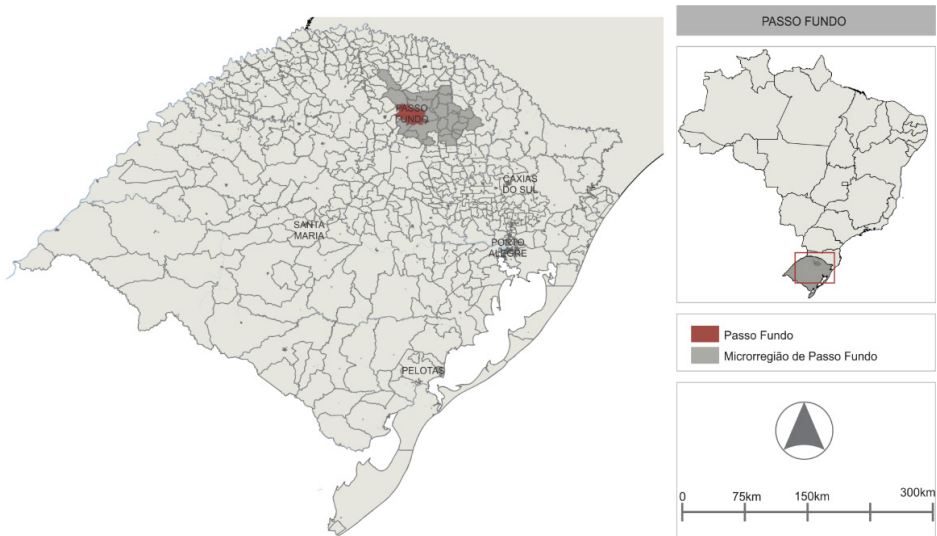 PASSO FUNDO
PASSO
FUNDO
CAXIAS
DO SUL
SANTA
MARIA
PORTO
ALEGRE
PELOTAS
Passo Fundo
Microrregião de Passo Fundo
0 75km 150km 300km